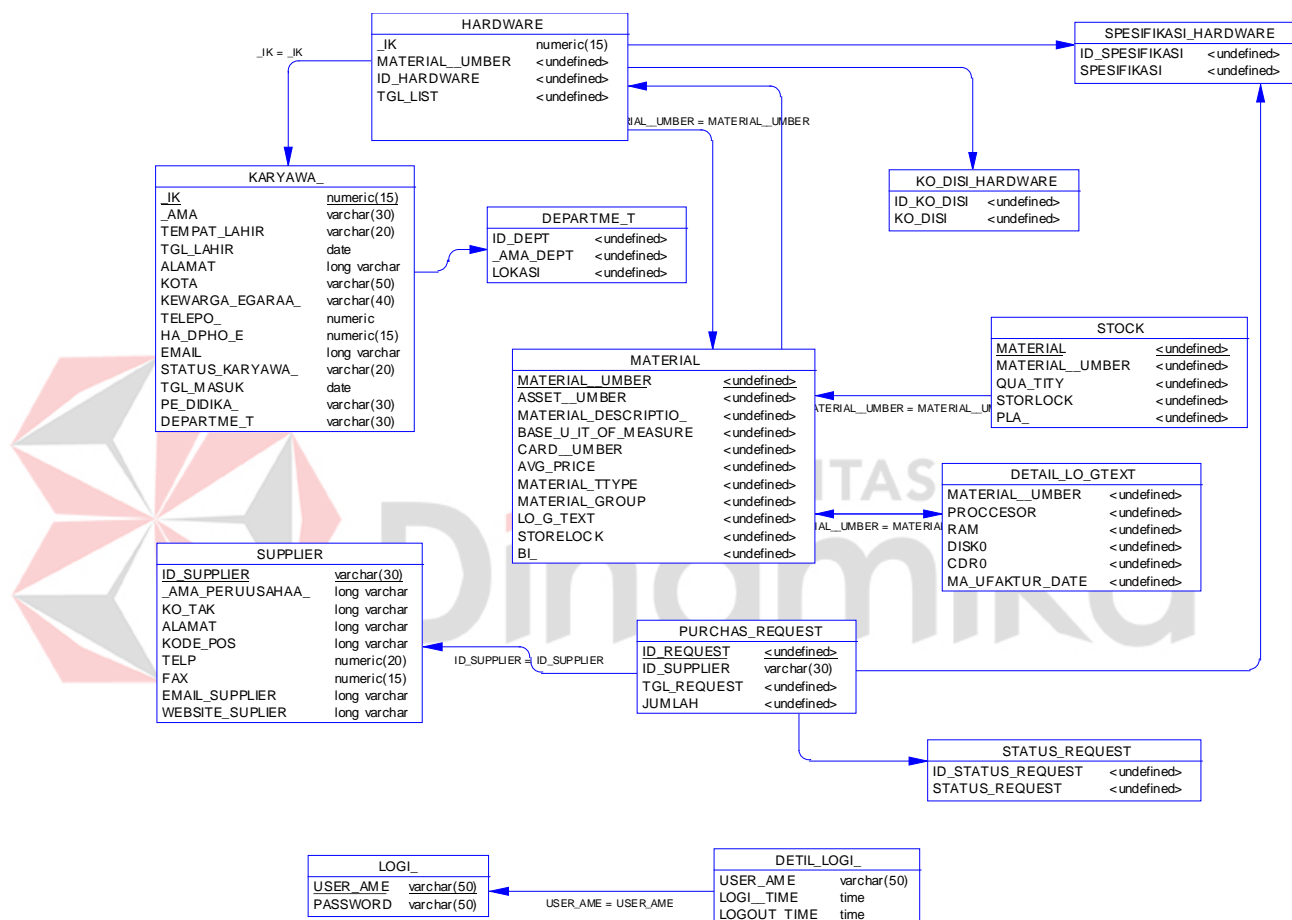 HARDWARE
_IK numeric(15)
MATERIAL__UMBER <undefined>
ID_HARDWARE <undefined>
TGL_LIST <undefined>
SPESIFIKASI_HARDWARE
ID_SPESIFIKASI <undefined>
SPESIFIKASI <undefined>
_IK = _IK
RIAL__UMBER = MATERIAL__UMBER
KARYAWA_
_IK numeric(15)
_AMA varchar(30)
TEMPAT_LAHIR varchar(20)
TGL_LAHIR date
ALAMAT long varchar
KOTA varchar(50)
KEWARGA_EGARAA_ varchar(40)
TELEPO_ numeric
HA_DPHO_E numeric(15)
EMAIL long varchar
STATUS_KARYAWA_ varchar(20)
TGL_MASUK date
PE_DIDIKA_ varchar(30)
DEPARTME_T varchar(30)
KO_DISI_HARDWARE
ID_KO_DISI <undefined>
KO_DISI <undefined>
DEPARTME_T
ID_DEPT <undefined>
_AMA_DEPT <undefined>
LOKASI <undefined>
STOCK
MATERIAL <undefined>
MATERIAL__UMBER <undefined>
QUA_TITY <undefined>
STORLOCK <undefined>
PLA_ <undefined>
MATERIAL
MATERIAL__UMBER <undefined>
ASSET__UMBER <undefined>
MATERIAL_DESCRIPTIO_ <undefined>
BASE_U_IT_OF_MEASURE <undefined>
CARD__UMBER <undefined>
AVG_PRICE <undefined>
MATERIAL_TTYPE <undefined>
MATERIAL_GROUP <undefined>
LO_G_TEXT <undefined>
STORELOCK <undefined>
BI_ <undefined>
ATERIAL__UMBER = MATERIAL__UM
DETAIL_LO_GTEXT
MATERIAL__UMBER <undefined>
PROCCESOR <undefined>
RAM <undefined>
DISK0 <undefined>
CDR0 <undefined>
MA_UFAKTUR_DATE <undefined>
IAL__UMBER = MATERIAL
ITAS
Dinamika
SUPPLIER
ID_SUPPLIER varchar(30)
_AMA_PERUUSAHAA_ long varchar
KO_TAK long varchar
ALAMAT long varchar
KODE_POS long varchar
TELP numeric(20)
FAX numeric(15)
EMAIL_SUPPLIER long varchar
WEBSITE_SUPLIER long varchar
ID_SUPPLIER = ID_SUPPLIER
PURCHAS_REQUEST
ID_REQUEST <undefined>
ID_SUPPLIER varchar(30)
TGL_REQUEST <undefined>
JUMLAH <undefined>
STATUS_REQUEST
ID_STATUS_REQUEST <undefined>
STATUS_REQUEST <undefined>
LOGI_
USER_AME varchar(50)
PASSWORD varchar(50)
USER_AME = USER_AME
DETIL_LOGI_
USER_AME varchar(50)
LOGI__TIME time
LOGOUT_TIME time